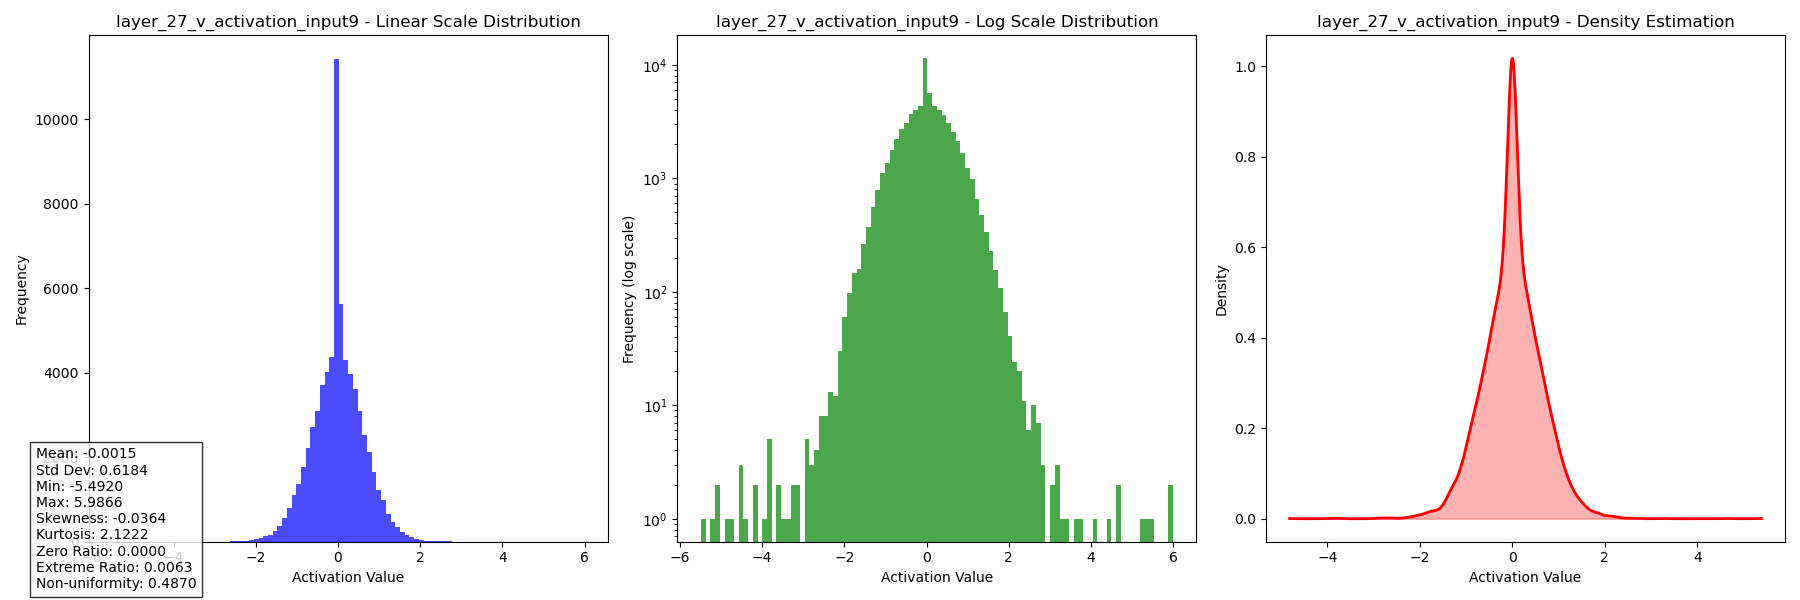 layer_27_v_activation_input9 - Linear Scale Distribution
10000
8000
6000
4000
2000
0
Frequency
−6
−4
−2
0
2
4
6
Activation Value
Mean: -0.0015
Std Dev: 0.6184
Min: -5.4920
Max: 5.9866
Skewness: -0.0364
Kurtosis: 2.1222
Zero Ratio: 0.0000
Extreme Ratio: 0.0063
Non-uniformity: 0.4870
layer_27_v_activation_input9 - Log Scale Distribution
10⁴
10³
10²
10¹
10⁰
Frequency (log scale)
−6
−4
−2
0
2
4
6
Activation Value
layer_27_v_activation_input9 - Density Estimation
1.0
0.8
0.6
0.4
0.2
0.0
Density
−4
−2
0
2
4
Activation Value